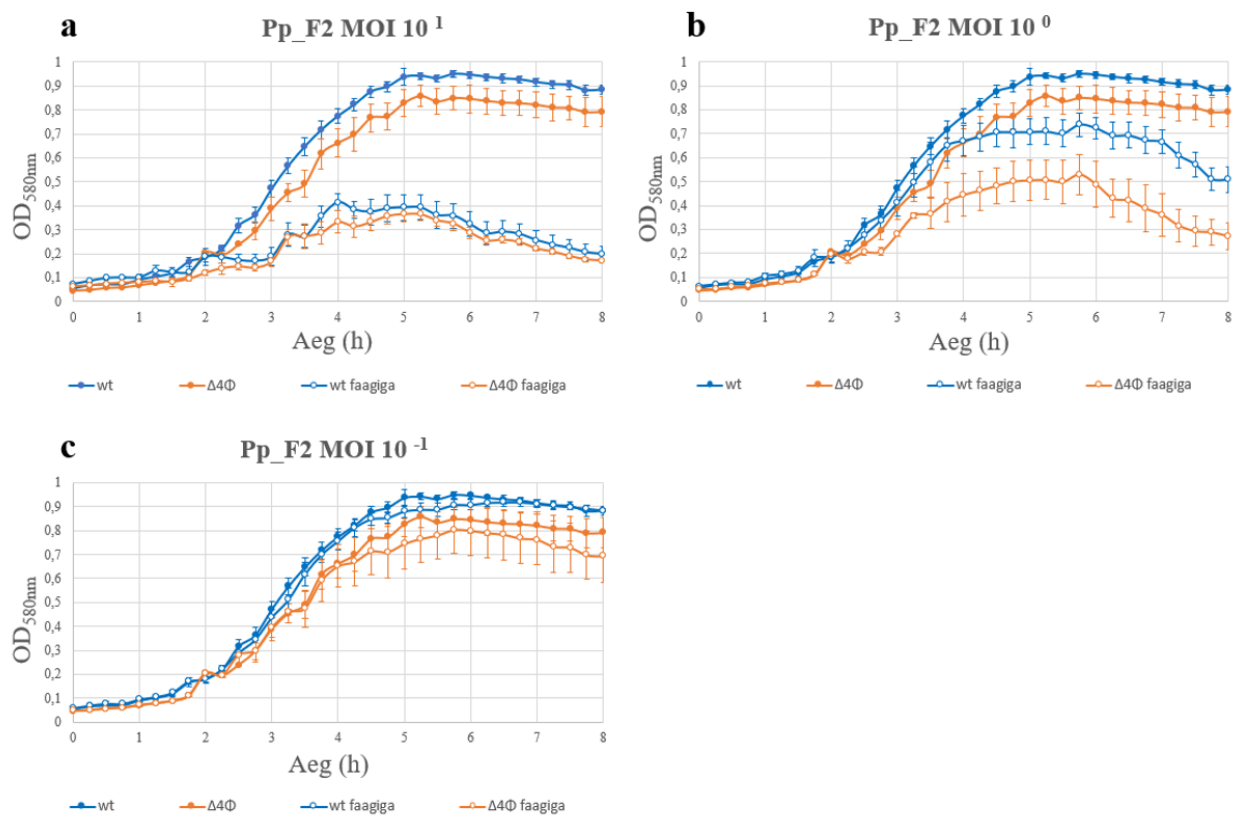 a
Pp_F2 MOI 10 ¹
1
0,9
0,8
0,7
0,6
0,5
0,4
0,3
0,2
0,1
0
OD₅₈₀nm
0 1 2 3 4 5 6 7 8
Aeg (h)
wt Δ4Φ wt faagiga Δ4Φ faagiga
b
Pp_F2 MOI 10 ⁰
1
0,9
0,8
0,7
0,6
0,5
0,4
0,3
0,2
0,1
0
OD₅₈₀nm
0 1 2 3 4 5 6 7 8
Aeg (h)
wt Δ4Φ wt faagiga Δ4Φ faagiga
c
Pp_F2 MOI 10 ⁻¹
1
0,9
0,8
0,7
0,6
0,5
0,4
0,3
0,2
0,1
0
OD₅₈₀nm
0 1 2 3 4 5 6 7 8
Aeg (h)
wt Δ4Φ wt faagiga Δ4Φ faagiga